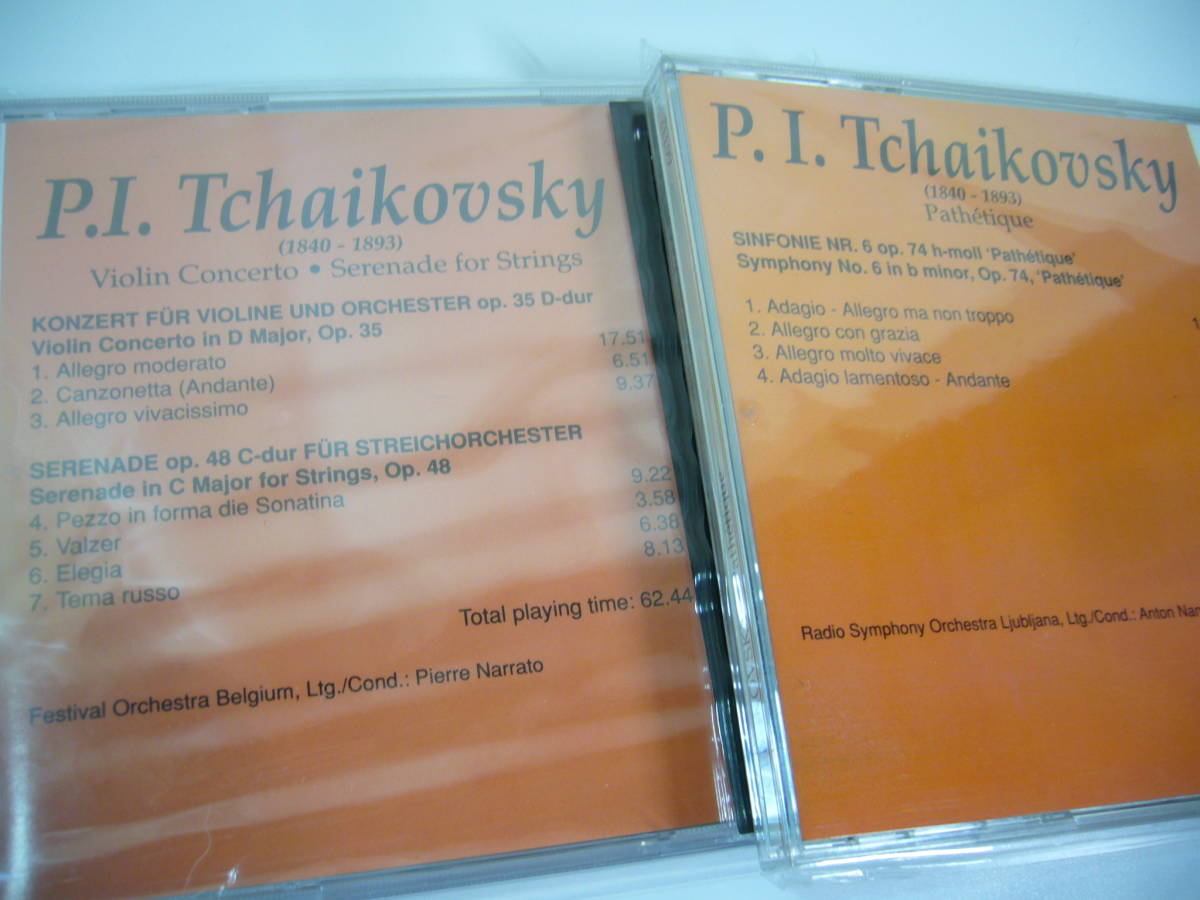 P.I. Tchaikovsky
(1840 - 1893)
Violin Concerto • Serenade for Strings
KONZERT FÜR VIOLINE UND ORCHESTER op. 35 D-dur
Violin Concerto in D Major, Op. 35
1. Allegro moderato 17.51
2. Canzonetta (Andante) 6.51
3. Allegro vivacissimo 9.37
SERENADE op. 48 C-dur FÜR STREICHORCHESTER
Serenade in C Major for Strings, Op. 48
4. Pezzo in forma die Sonatina 9.22
5. Valzer 3.58
6. Elegia 6.38
7. Tema russo 8.13
Total playing time: 62.44
Festival Orchestra Belgium, Ltg./Cond.: Pierre Narrato
P. I. Tchaikovsky
(1840 - 1893)
Pathétique
SINFONIE NR. 6 op. 74 h-moll 'Pathétique'
Symphony No. 6 in b minor, Op. 74, 'Pathétique'
1. Adagio - Allegro ma non troppo
2. Allegro con grazia
3. Allegro molto vivace
4. Adagio lamentoso - Andante
Radio Symphony Orchestra Ljubljana, Ltg./Cond.: Anton